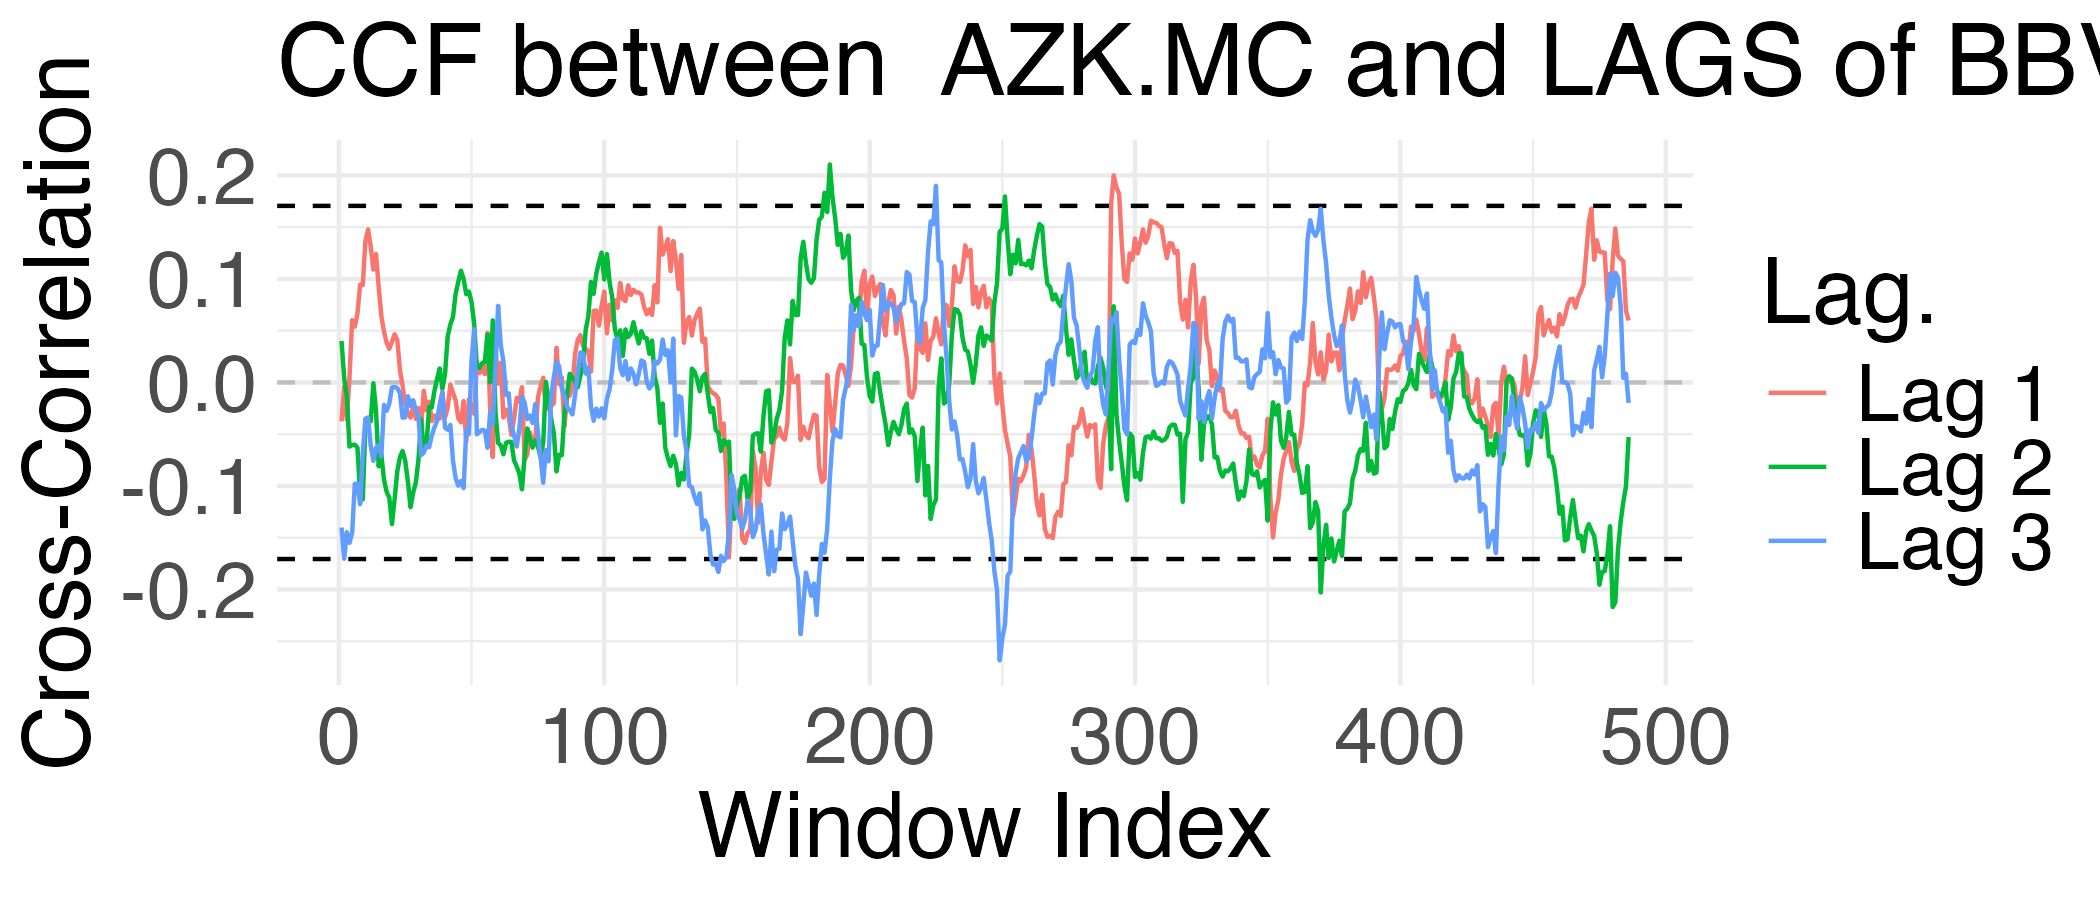 CCF between AZK.MC and LAGS of BBV
Cross-Correlation
0.2
0.1
0.0
-0.1
-0.2
0
100
200
300
400
500
Window Index
Lag.
Lag 1
Lag 2
Lag 3